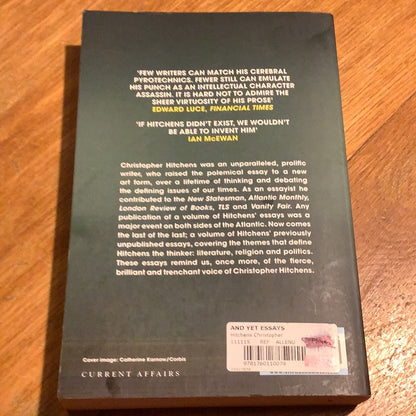 'FEW WRITERS CAN MATCH HIS CEREBRAL
PYROTECHNICS. FEWER STILL CAN EMULATE
HIS PUNCH AS AN INTELLECTUAL CHARACTER
ASSASSIN. IT IS HARD NOT TO ADMIRE THE
SHEER VIRTUOSITY OF HIS PROSE'
EDWARD LUCE, FINANCIAL TIMES
'IF HITCHENS DIDN'T EXIST, WE WOULDN'T
BE ABLE TO INVENT HIM'
IAN McEWAN
Christopher Hitchens was an unparalleled, prolific
writer, who raised the polemical essay to a new
art form, over a lifetime of thinking and debating
the defining issues of our times. As an essayist he
contributed to the New Statesman, Atlantic Monthly,
London Review of Books, TLS and Vanity Fair. Any
publication of a volume of Hitchens' essays was a
major event on both sides of the Atlantic. Now comes
the last of the last; a volume of Hitchens' previously
unpublished essays, covering the themes that define
Hitchens the thinker: literature, religion and politics.
These essays remind us, once more, of the fierce,
brilliant and trenchant voice of Christopher Hitchens.
AND YET ESSAYS
Hitchens Christopher
111115 REF ALLENU
Cover image: Catherine Karnow/Corbis
CURRENT AFFAIRS